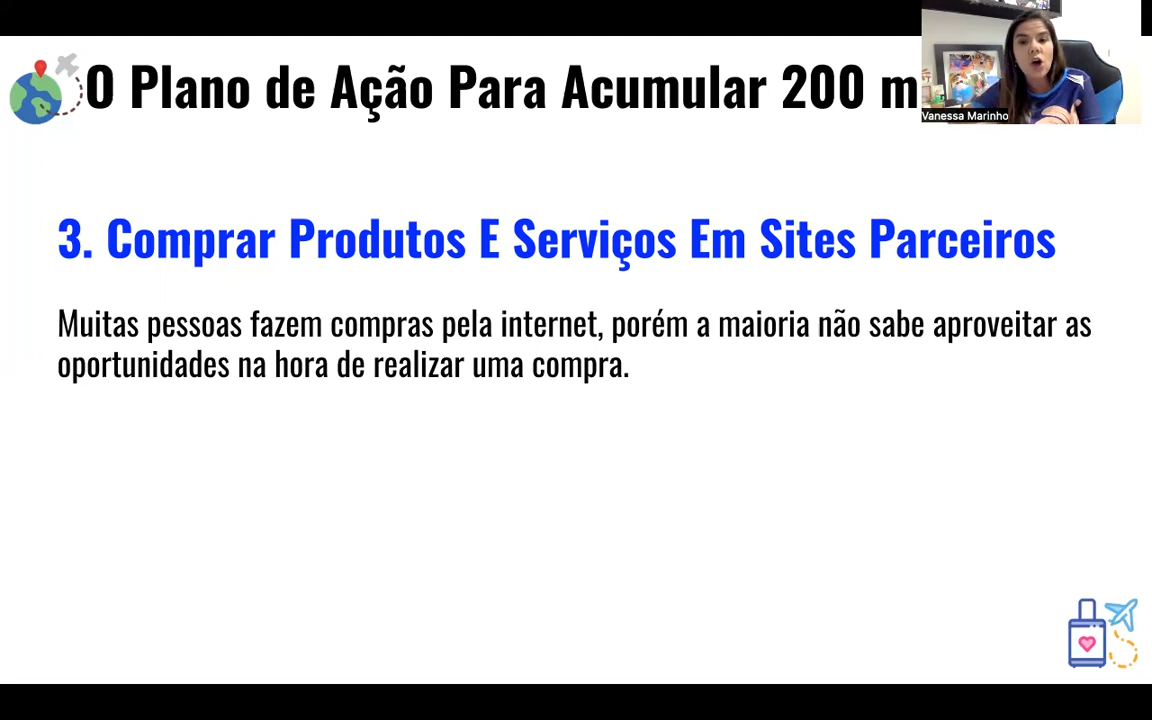 O Plano de Ação Para Acumular 200 m
Vanessa Marinho
3. Comprar Produtos E Serviços Em Sites Parceiros
Muitas pessoas fazem compras pela internet, porém a maioria não sabe aproveitar as
oportunidades na hora de realizar uma compra.